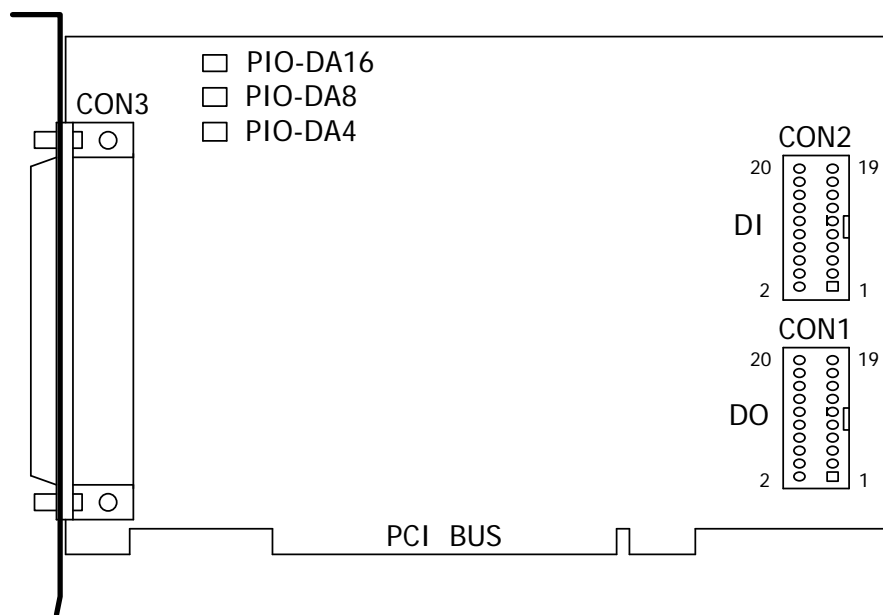 PIO-DA16
PIO-DA8
PIO-DA4
CON3
CON2
20 19
DI
2 1
CON1
20 19
DO
2 1
PCI BUS